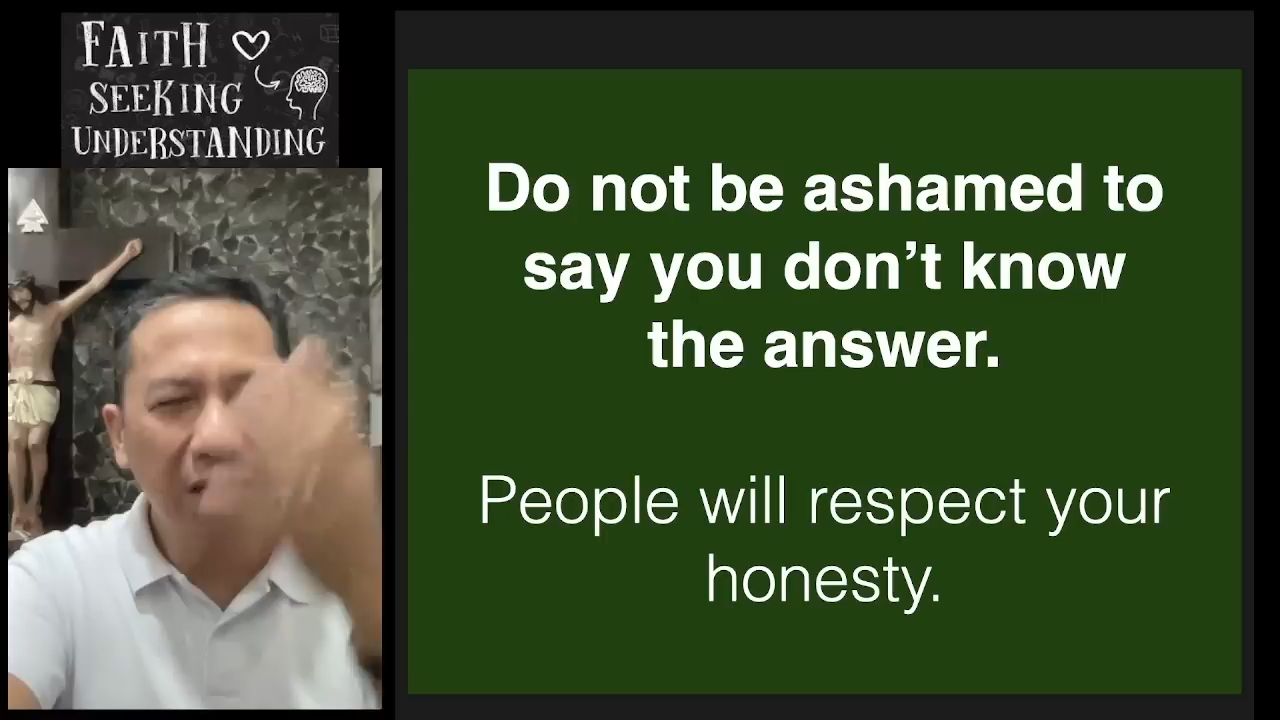 FAITH
SEEKING
UNDERSTANDING
Do not be ashamed to
say you don’t know
the answer.
People will respect your
honesty.